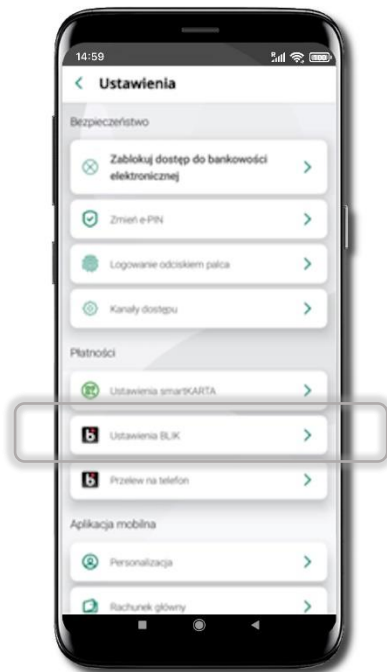 14:59
Ustawienia
Bezpieczeństwo
Zablokuj dostęp do bankowości
elektronicznej
Zmień e-PIN
Logowanie odciskiem palca
Kanały dostępu
Płatności
Ustawienia smartKARTA
Ustawienia BLIK
Przelew na telefon
Aplikacja mobilna
Personalizacja
Rachunek główny